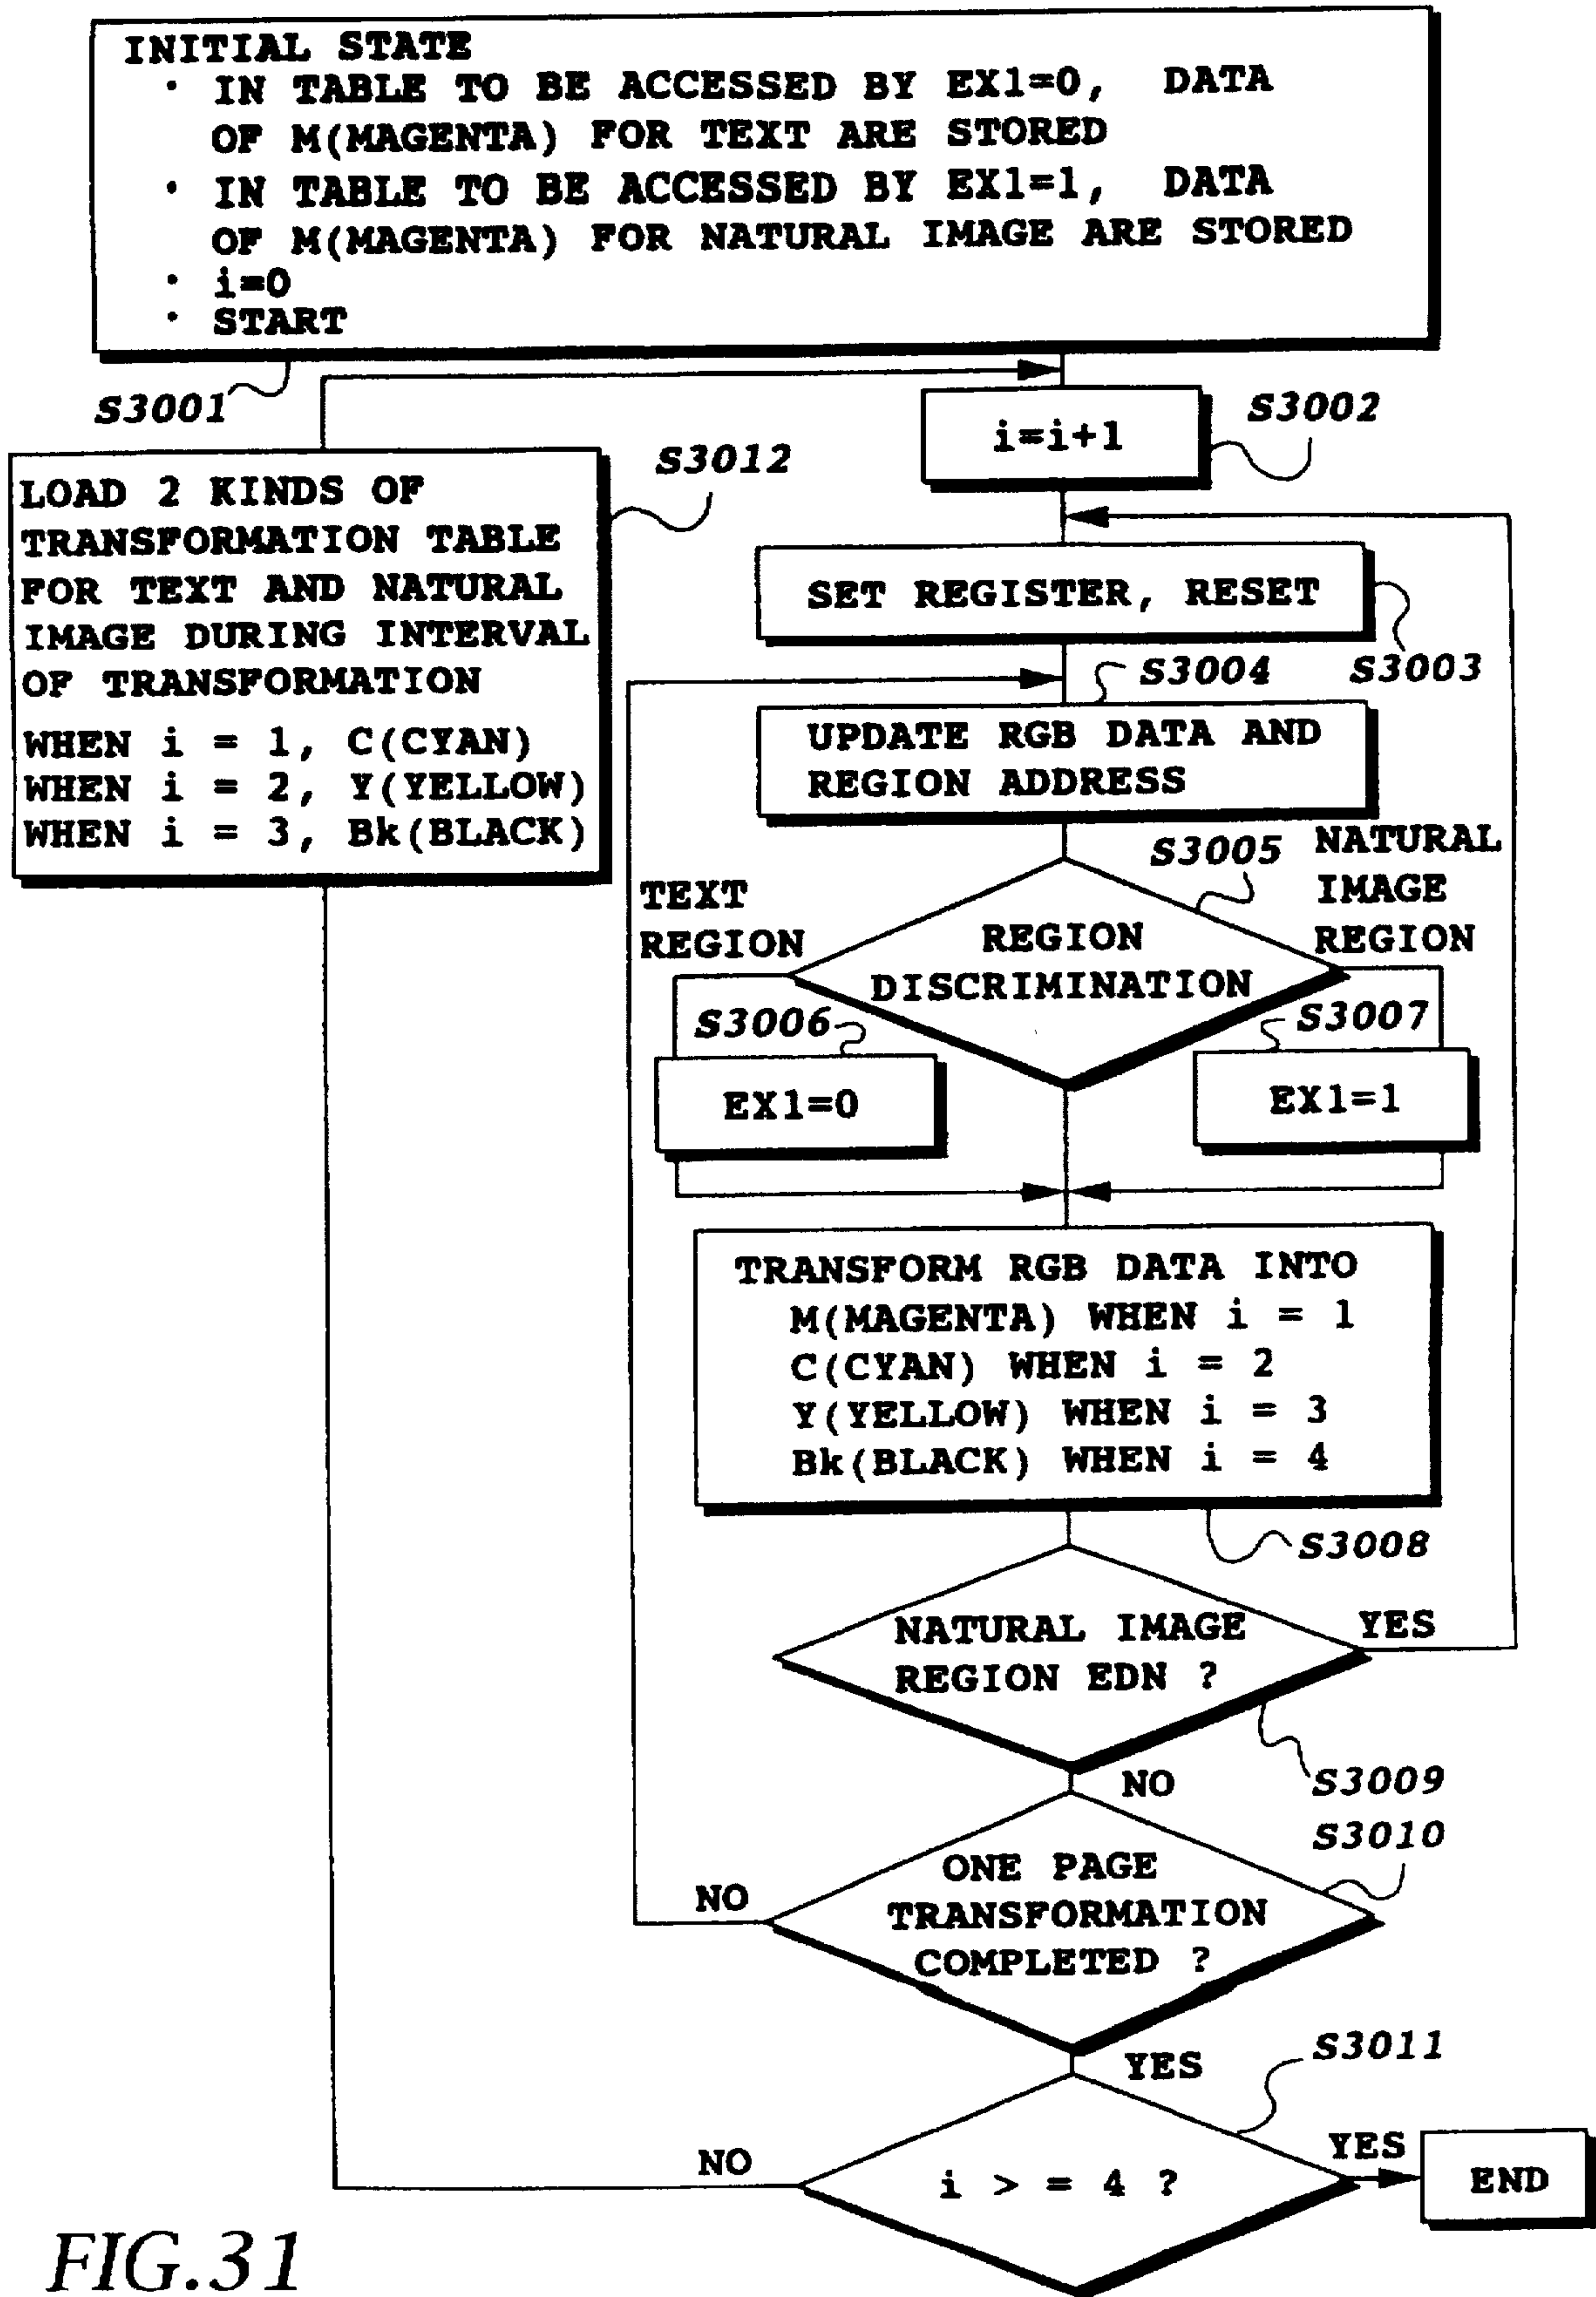 INITIAL STATE
· IN TABLE TO BE ACCESSED BY EX1=0, DATA
OF M(MAGENTA) FOR TEXT ARE STORED
· IN TABLE TO BE ACCESSED BY EX1=1, DATA
OF M(MAGENTA) FOR NATURAL IMAGE ARE STORED
· i=0
· START
S3001
S3002
i=i+1
S3012
LOAD 2 KINDS OF
TRANSFORMATION TABLE
FOR TEXT AND NATURAL
IMAGE DURING INTERVAL
OF TRANSFORMATION
WHEN i = 1, C(CYAN)
WHEN i = 2, Y(YELLOW)
WHEN i = 3, Bk(BLACK)
SET REGISTER, RESET
S3003
S3004
UPDATE RGB DATA AND
REGION ADDRESS
S3005
TEXT
REGION
NATURAL
IMAGE
REGION
REGION
DISCRIMINATION
S3006
S3007
EX1=0
EX1=1
TRANSFORM RGB DATA INTO
M(MAGENTA) WHEN i = 1
C(CYAN) WHEN i = 2
Y(YELLOW) WHEN i = 3
Bk(BLACK) WHEN i = 4
S3008
NATURAL IMAGE
REGION EDN ?
YES
S3009
NO
S3010
ONE PAGE
TRANSFORMATION
COMPLETED ?
NO
YES
S3011
i > = 4 ?
NO
YES
END
FIG.31